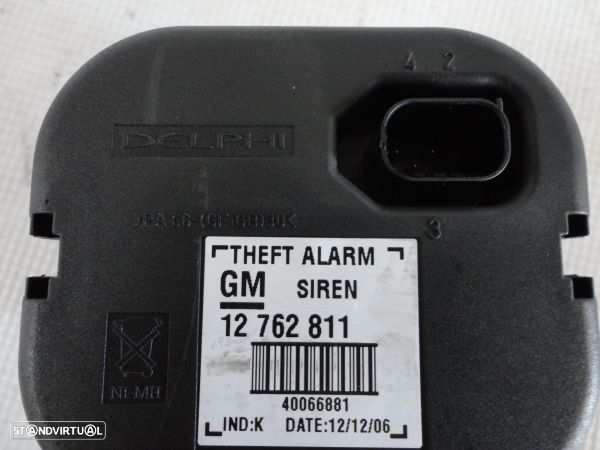 4 2
DELPHI
3
THEFT ALARM
GM SIREN
12 762 811
40066881
IND:K DATE:12/12/06
NI-MH
STANDVIRTUAL